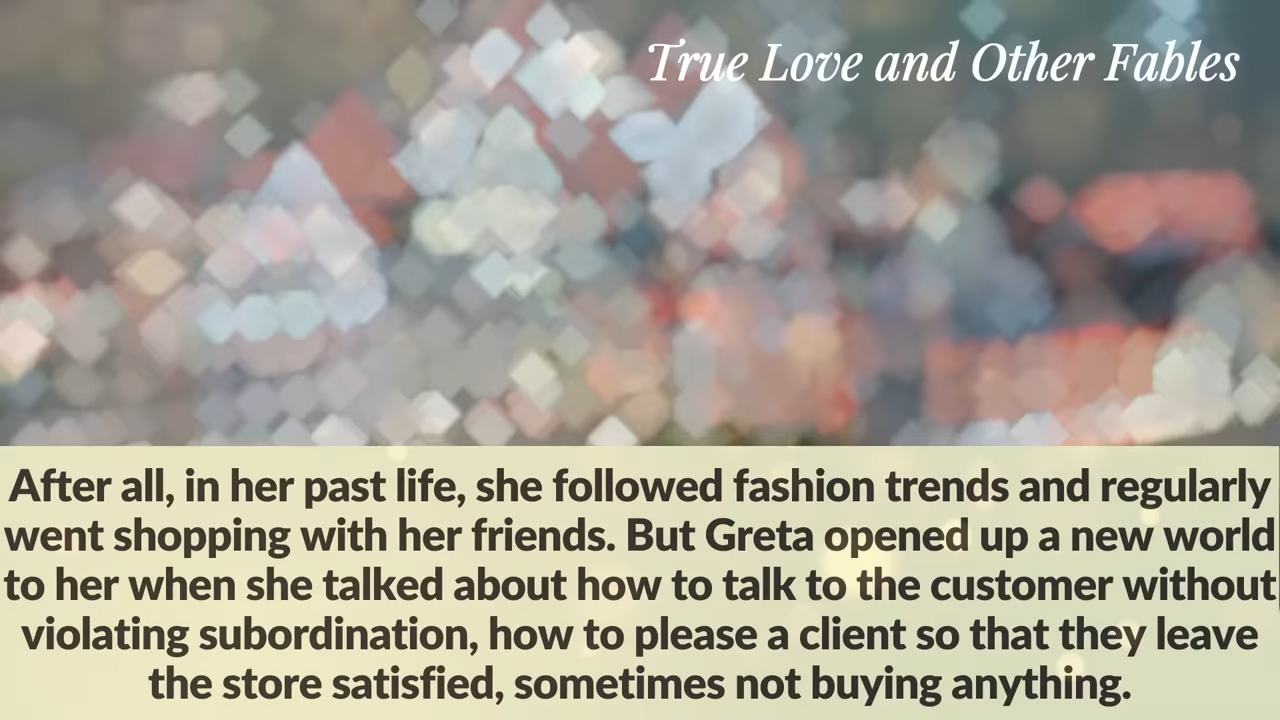 True Love and Other Fables
After all, in her past life, she followed fashion trends and regularly
went shopping with her friends. But Greta opened up a new world
to her when she talked about how to talk to the customer without
violating subordination, how to please a client so that they leave
the store satisfied, sometimes not buying anything.